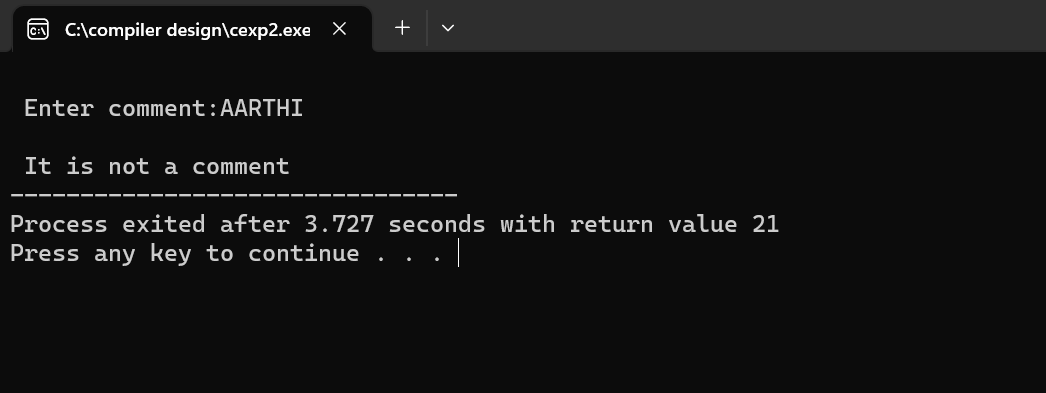 C:\compiler design\cexp2.exe
Enter comment:AARTHI
It is not a comment
--------------------------------
Process exited after 3.727 seconds with return value 21
Press any key to continue . . .